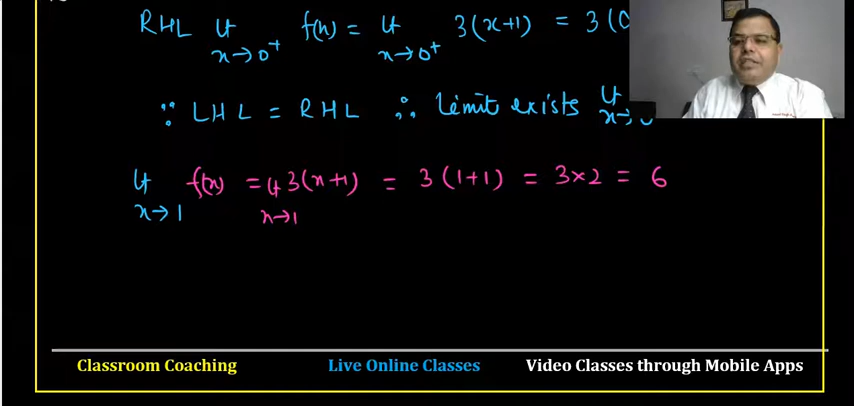 RHL lt x→0⁺ f(x) = lt x→0⁺ 3(x+1) = 3(0
∵ LHL = RHL ∴ limit exists lt x→0
lt x→1 f(x) = lt x→1 3(x+1) = 3(1+1) = 3×2 = 6
Classroom Coaching Live Online Classes Video Classes through Mobile Apps